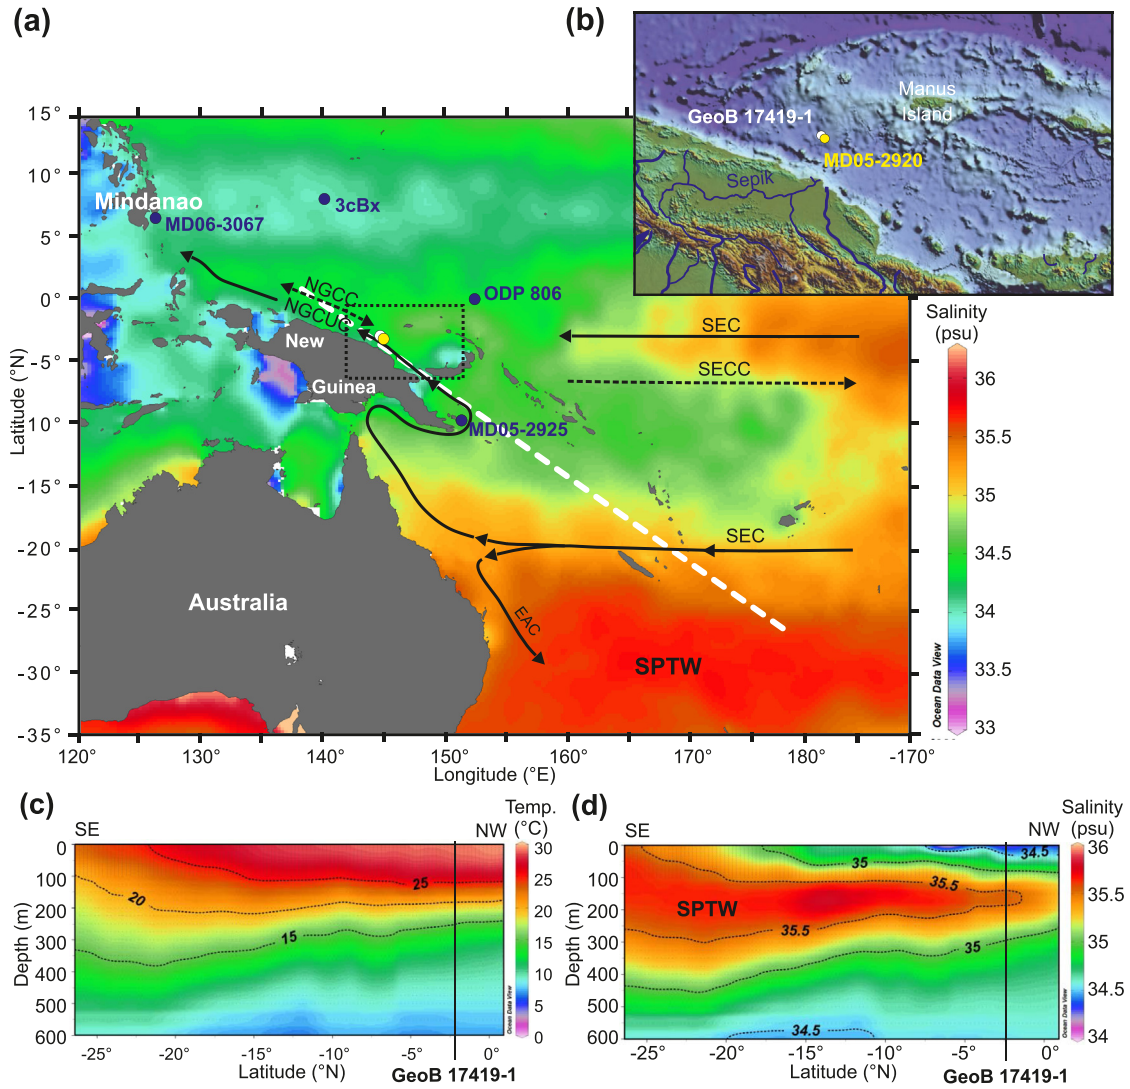 (a)
(b)
Manus
Island
GeoB 17419-1
MD05-2920
Sepik
15°
10°
5°
0°
-5°
-10°
-15°
-20°
-25°
-30°
-35°
Latitude (°N)
Mindanao
MD06-3067
3cBx
ODP 806
NGCC
NGCUC
New
Guinea
MD05-2925
SEC
SECC
SEC
EAC
SPTW
Australia
120°
130°
140°
150°
160°
170°
180°
-170°
Longitude (°E)
Salinity
(psu)
36
35.5
35
34.5
34
33.5
33
Ocean Data View
(c)
SE
NW
Temp.
(°C)
0
100
200
300
400
500
600
Depth (m)
20
25
15
30
25
20
15
10
5
0
Ocean Data View
-25°
-20°
-15°
-10°
-5°
0°
Latitude (°N)
GeoB 17419-1
(d)
SE
NW
Salinity
(psu)
0
100
200
300
400
500
600
Depth (m)
34.5
35
35.5
SPTW
35.5
35
34.5
36
35.5
35
34.5
34
Ocean Data View
-25°
-20°
-15°
-10°
-5°
0°
Latitude (°N)
GeoB 17419-1